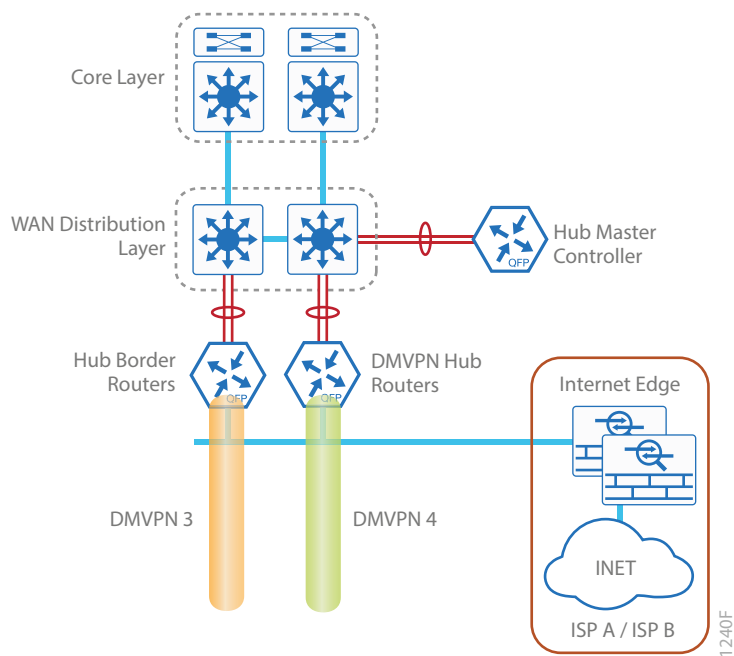 Core Layer
WAN Distribution
Layer
Hub Master
Controller
QFP
Hub Border
Routers
QFP
DMVPN Hub
Routers
QFP
Internet Edge
DMVPN 3
DMVPN 4
INET
ISP A / ISP B
1240F